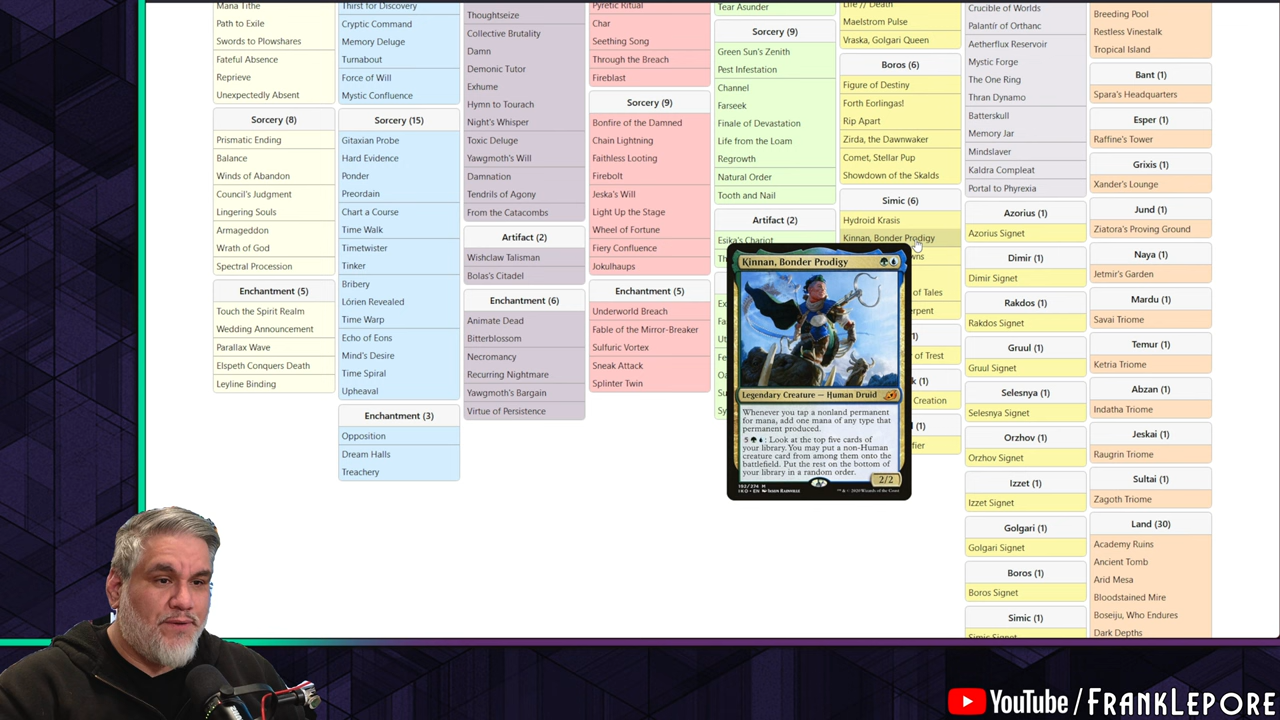 Mana Tithe
Path to Exile
Swords to Plowshares
Fateful Absence
Reprieve
Unexpectedly Absent
Sorcery (8)
Prismatic Ending
Balance
Winds of Abandon
Council's Judgment
Lingering Souls
Armageddon
Wrath of God
Spectral Procession
Enchantment (5)
Touch the Spirit Realm
Wedding Announcement
Parallax Wave
Elspeth Conquers Death
Leyline Binding
Thirst for Discovery
Cryptic Command
Memory Deluge
Turnabout
Force of Will
Mystic Confluence
Sorcery (15)
Gitaxian Probe
Hard Evidence
Ponder
Preordain
Chart a Course
Time Walk
Timetwister
Tinker
Bribery
Lórien Revealed
Time Warp
Echo of Eons
Mind's Desire
Time Spiral
Upheaval
Enchantment (3)
Opposition
Dream Halls
Treachery
Thoughtseize
Collective Brutality
Damn
Demonic Tutor
Exhume
Hymn to Tourach
Night's Whisper
Toxic Deluge
Yawgmoth's Will
Damnation
Tendrils of Agony
From the Catacombs
Artifact (2)
Wishclaw Talisman
Bolas's Citadel
Enchantment (6)
Animate Dead
Bitterblossom
Necromancy
Recurring Nightmare
Yawgmoth's Bargain
Virtue of Persistence
Pyretic Ritual
Char
Seething Song
Through the Breach
Fireblast
Sorcery (9)
Bonfire of the Damned
Chain Lightning
Faithless Looting
Firebolt
Jeska's Will
Light Up the Stage
Wheel of Fortune
Fiery Confluence
Jokulhaups
Enchantment (5)
Underworld Breach
Fable of the Mirror-Breaker
Sulfuric Vortex
Sneak Attack
Splinter Twin
Tear Asunder
Sorcery (9)
Green Sun's Zenith
Pest Infestation
Channel
Farseek
Finale of Devastation
Life from the Loam
Regrowth
Natural Order
Tooth and Nail
Artifact (2)
Esika's Chariot
Life // Death
Maelstrom Pulse
Vraska, Golgari Queen
Boros (6)
Figure of Destiny
Forth Eorlingas!
Rip Apart
Zirda, the Dawnwaker
Comet, Stellar Pup
Showdown of the Skalds
Simic (6)
Hydroid Krasis
Kinnan, Bonder Prodigy
of Tales
of Trest
Creation
Kinnan, Bonder Prodigy
Legendary Creature — Human Druid
Whenever you tap a nonland permanent
for mana, add one mana of any type that
permanent produced.
5 : Look at the top five cards of
your library. You may put a non-Human
creature card from among them onto the
battlefield. Put the rest on the bottom of
your library in a random order.
2/2
Crucible of Worlds
Palantír of Orthanc
Aetherflux Reservoir
Mystic Forge
The One Ring
Thran Dynamo
Batterskull
Memory Jar
Mindslaver
Kaldra Compleat
Portal to Phyrexia
Azorius (1)
Azorius Signet
Dimir (1)
Dimir Signet
Rakdos (1)
Rakdos Signet
Gruul (1)
Gruul Signet
Selesnya (1)
Selesnya Signet
Orzhov (1)
Orzhov Signet
Izzet (1)
Izzet Signet
Golgari (1)
Golgari Signet
Boros (1)
Boros Signet
Simic (1)
Simic Signet
Breeding Pool
Restless Vinestalk
Tropical Island
Bant (1)
Spara's Headquarters
Esper (1)
Raffine's Tower
Grixis (1)
Xander's Lounge
Jund (1)
Ziatora's Proving Ground
Naya (1)
Jetmir's Garden
Mardu (1)
Savai Triome
Temur (1)
Ketria Triome
Abzan (1)
Indatha Triome
Jeskai (1)
Raugrin Triome
Sultai (1)
Zagoth Triome
Land (30)
Academy Ruins
Ancient Tomb
Arid Mesa
Bloodstained Mire
Boseiju, Who Endures
Dark Depths
YouTube/FrankLepore